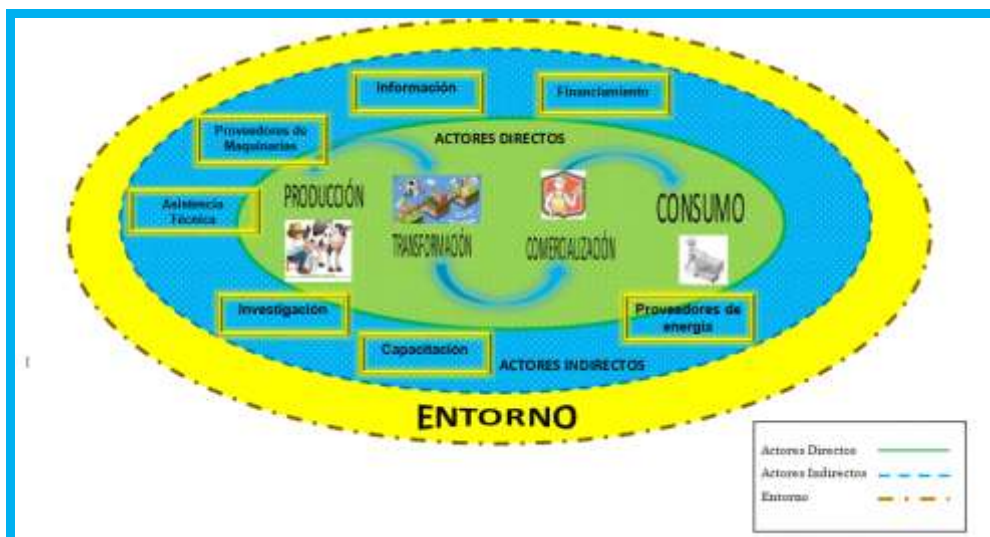 Información
Financiamiento
Proveedores de
Maquinarias
ACTORES DIRECTOS
Asistencia
Técnica
PRODUCCIÓN
TRANSFORMACIÓN
COMERCIALIZACIÓN
CONSUMO
Investigación
Proveedores de
energía
Capacitación
ACTORES INDIRECTOS
ENTORNO
Actores Directos
Actores Indirectos
Entorno